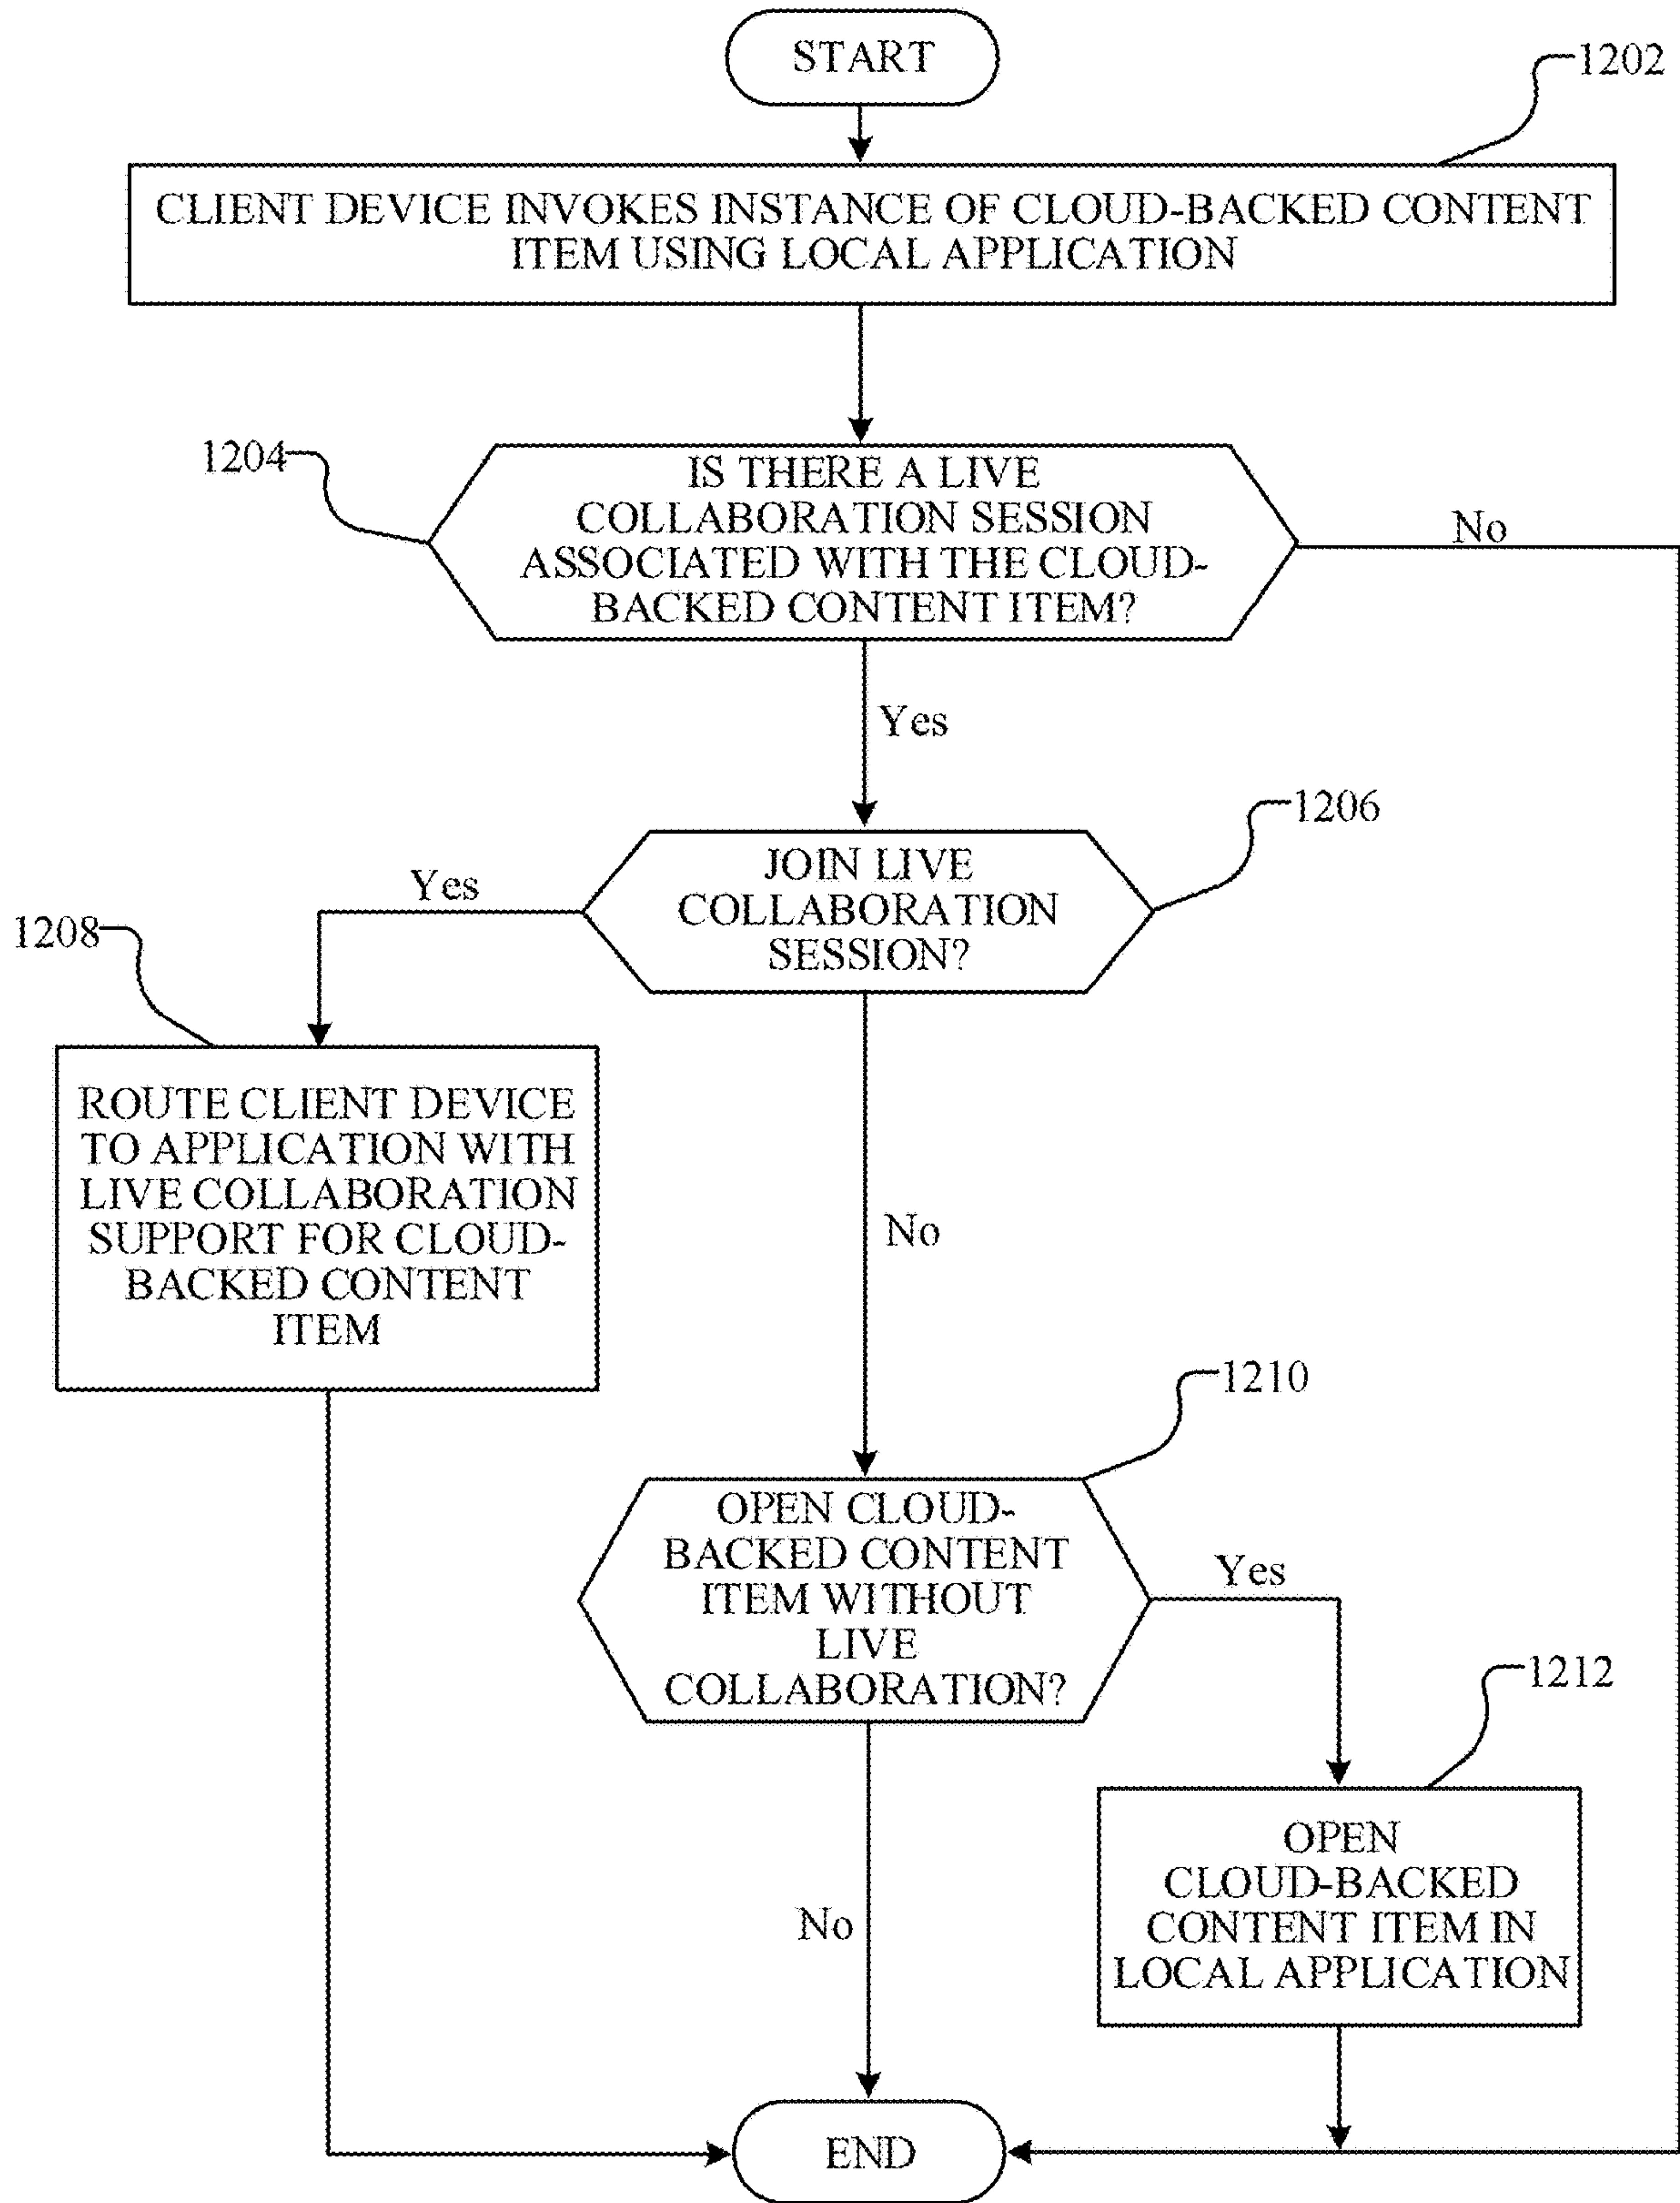 START
1202
CLIENT DEVICE INVOKES INSTANCE OF CLOUD-BACKED CONTENT
ITEM USING LOCAL APPLICATION
1204
IS THERE A LIVE
COLLABORATION SESSION
ASSOCIATED WITH THE CLOUD-
BACKED CONTENT ITEM?
No
Yes
1206
JOIN LIVE
COLLABORATION
SESSION?
Yes
1208
ROUTE CLIENT DEVICE
TO APPLICATION WITH
LIVE COLLABORATION
SUPPORT FOR CLOUD-
BACKED CONTENT
ITEM
No
1210
OPEN CLOUD-
BACKED CONTENT
ITEM WITHOUT
LIVE
COLLABORATION?
Yes
1212
OPEN
CLOUD-BACKED
CONTENT ITEM IN
LOCAL APPLICATION
No
END